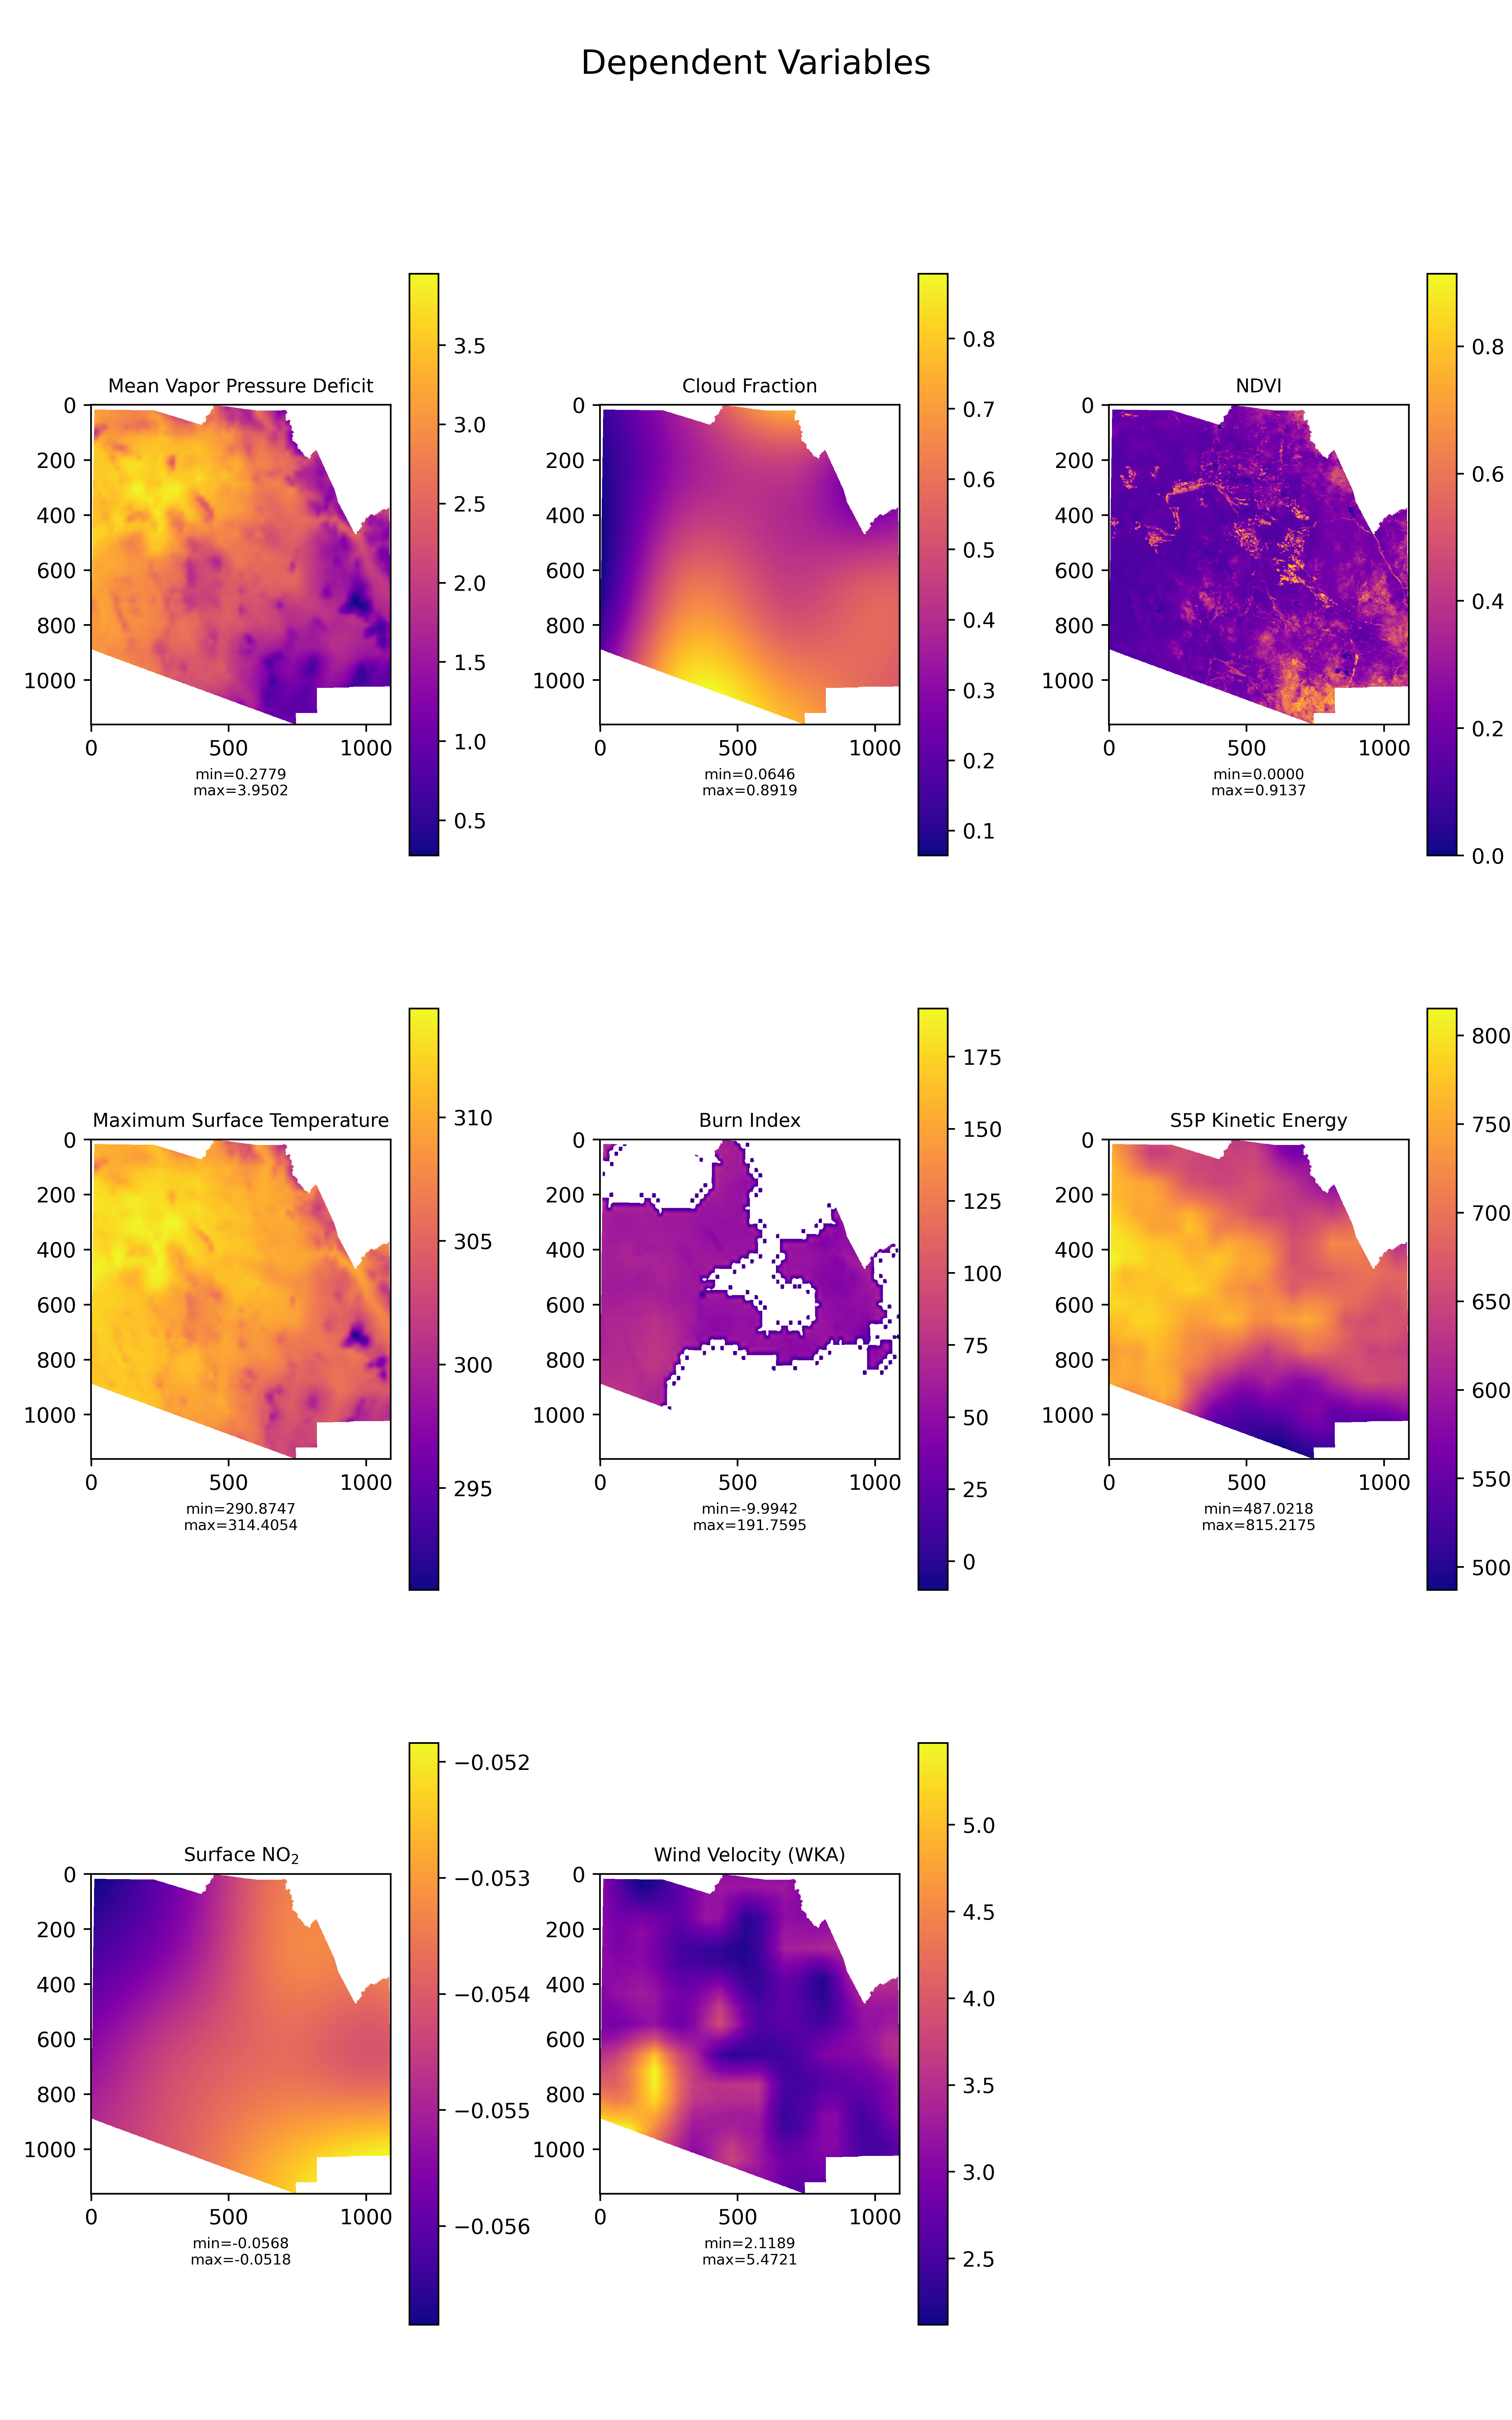 Dependent Variables
Mean Vapor Pressure Deficit
0
200
400
600
800
1000
0 500 1000
min=0.2779
max=3.9502
3.5
3.0
2.5
2.0
1.5
1.0
0.5
Cloud Fraction
0
200
400
600
800
1000
0 500 1000
min=0.0646
max=0.8919
0.8
0.7
0.6
0.5
0.4
0.3
0.2
0.1
NDVI
0
200
400
600
800
1000
0 500 1000
min=0.0000
max=0.9137
0.8
0.6
0.4
0.2
0.0
Maximum Surface Temperature
0
200
400
600
800
1000
0 500 1000
min=290.8747
max=314.4054
310
305
300
295
Burn Index
0
200
400
600
800
1000
0 500 1000
min=-9.9942
max=191.7595
175
150
125
100
75
50
25
0
S5P Kinetic Energy
0
200
400
600
800
1000
0 500 1000
min=487.0218
max=815.2175
800
750
700
650
600
550
500
Surface NO₂
0
200
400
600
800
1000
0 500 1000
min=-0.0568
max=-0.0518
−0.052
−0.053
−0.054
−0.055
−0.056
Wind Velocity (WKA)
0
200
400
600
800
1000
0 500 1000
min=2.1189
max=5.4721
5.0
4.5
4.0
3.5
3.0
2.5